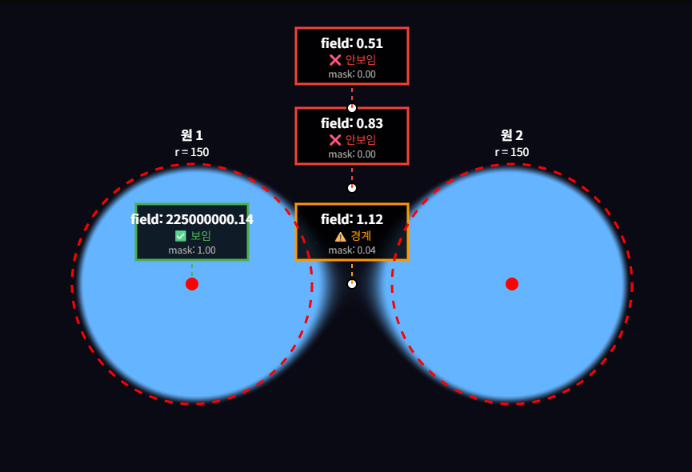 field: 0.51
❌ 안보임
mask: 0.00
field: 0.83
❌ 안보임
mask: 0.00
원 1
r = 150
원 2
r = 150
field: 225000000.14
✅ 보임
mask: 1.00
field: 1.12
⚠️ 경계
mask: 0.04